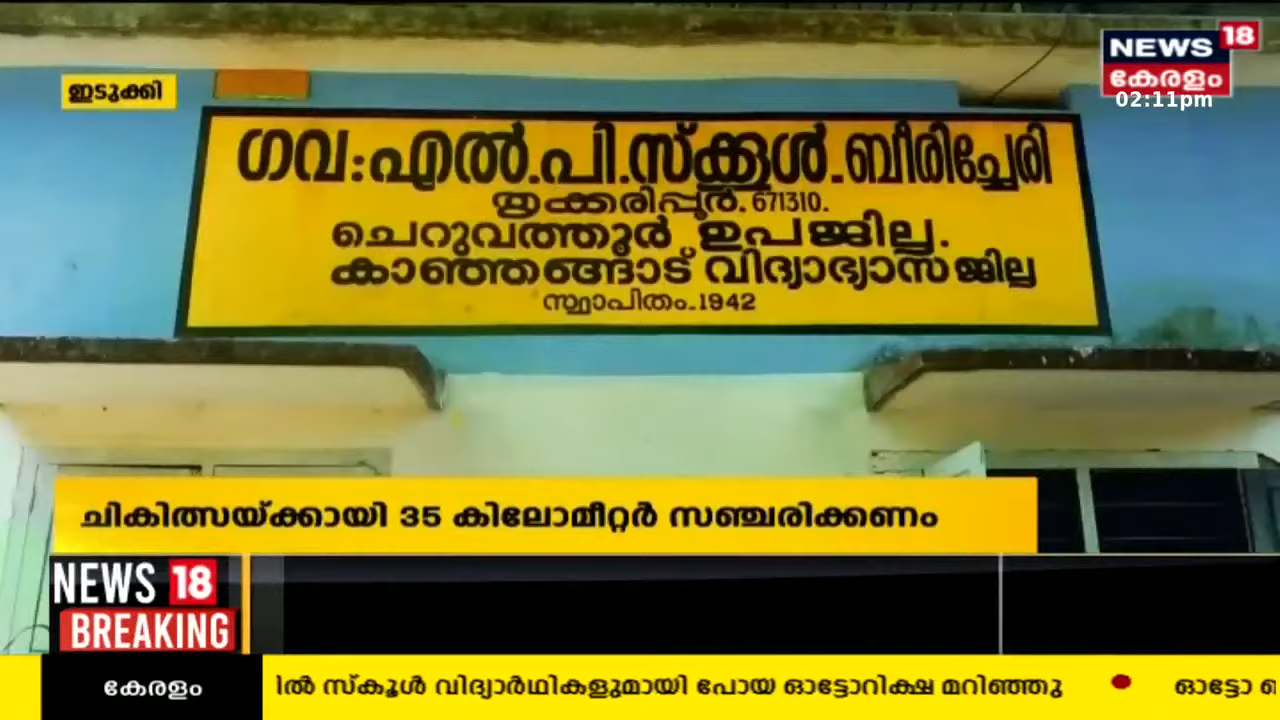 NEWS 18
കേരളം
02:11pm
ഇടുക്കി
ഗവ:എൽ.പി.സ്ക്കൂൾ.ബീരിച്ചേരി
തൃക്കരിപ്പൂർ. 671310.
ചെറുവത്തൂർ ഉപജില്ല.
കാഞ്ഞങ്ങാട് വിദ്യാഭ്യാസജില്ല
സ്ഥാപിതം.1942
ചികിത്സയ്ക്കായി 35 കിലോമീറ്റർ സഞ്ചരിക്കണം
NEWS 18
BREAKING
കേരളം
ിൽ സ്കൂൾ വിദ്യാർഥികളുമായി പോയ ഓട്ടോറിക്ഷ മറിഞ്ഞു • ഓട്ടോ